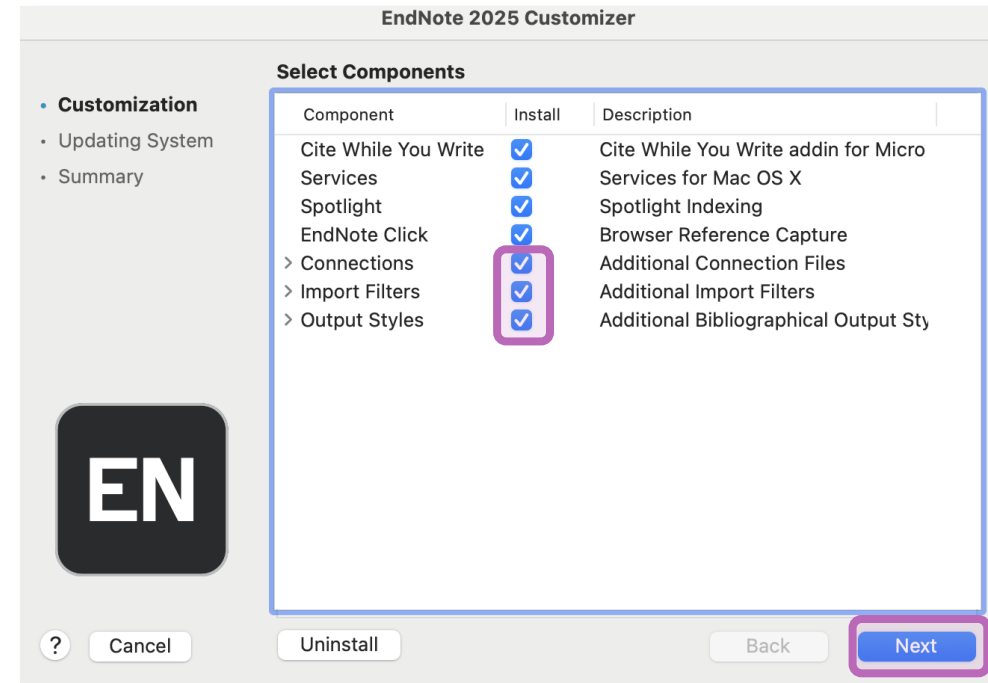 EndNote 2025 Customizer
Select Components
Customization
Updating System
Summary
Component Install Description
Cite While You Write Cite While You Write addin for Micro
Services Services for Mac OS X
Spotlight Spotlight Indexing
EndNote Click Browser Reference Capture
Connections Additional Connection Files
Import Filters Additional Import Filters
Output Styles Additional Bibliographical Output Sty
EN
? Cancel Uninstall Back Next